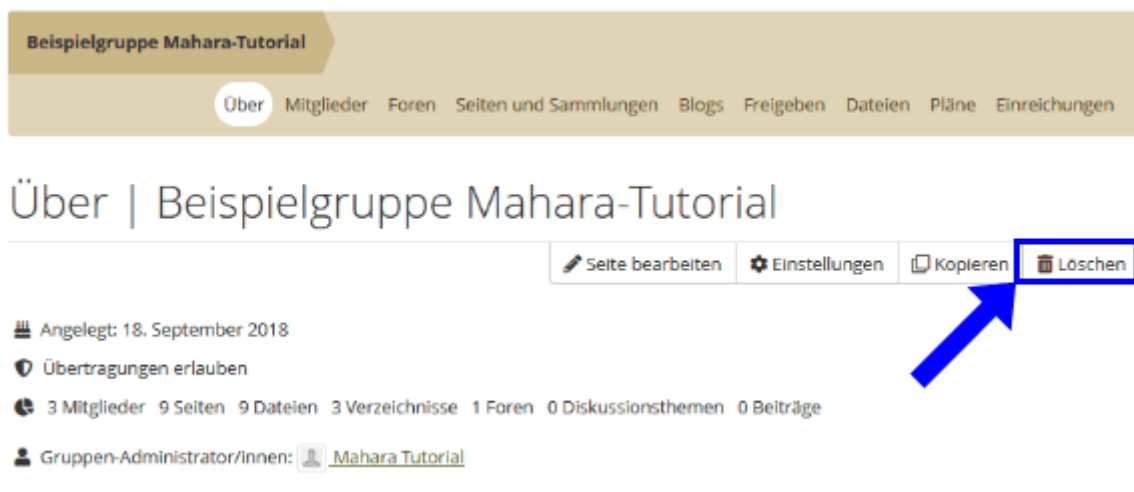 Beispielgruppe Mahara-Tutorial
Über Mitglieder Foren Seiten und Sammlungen Blogs Freigeben Dateien Pläne Einreichungen
Über | Beispielgruppe Mahara-Tutorial
Seite bearbeiten Einstellungen Kopieren Löschen
Angelegt: 18. September 2018
Übertragungen erlauben
3 Mitglieder 9 Seiten 9 Dateien 3 Verzeichnisse 1 Foren 0 Diskussionsthemen 0 Beiträge
Gruppen-Administrator/innen: Mahara Tutorial